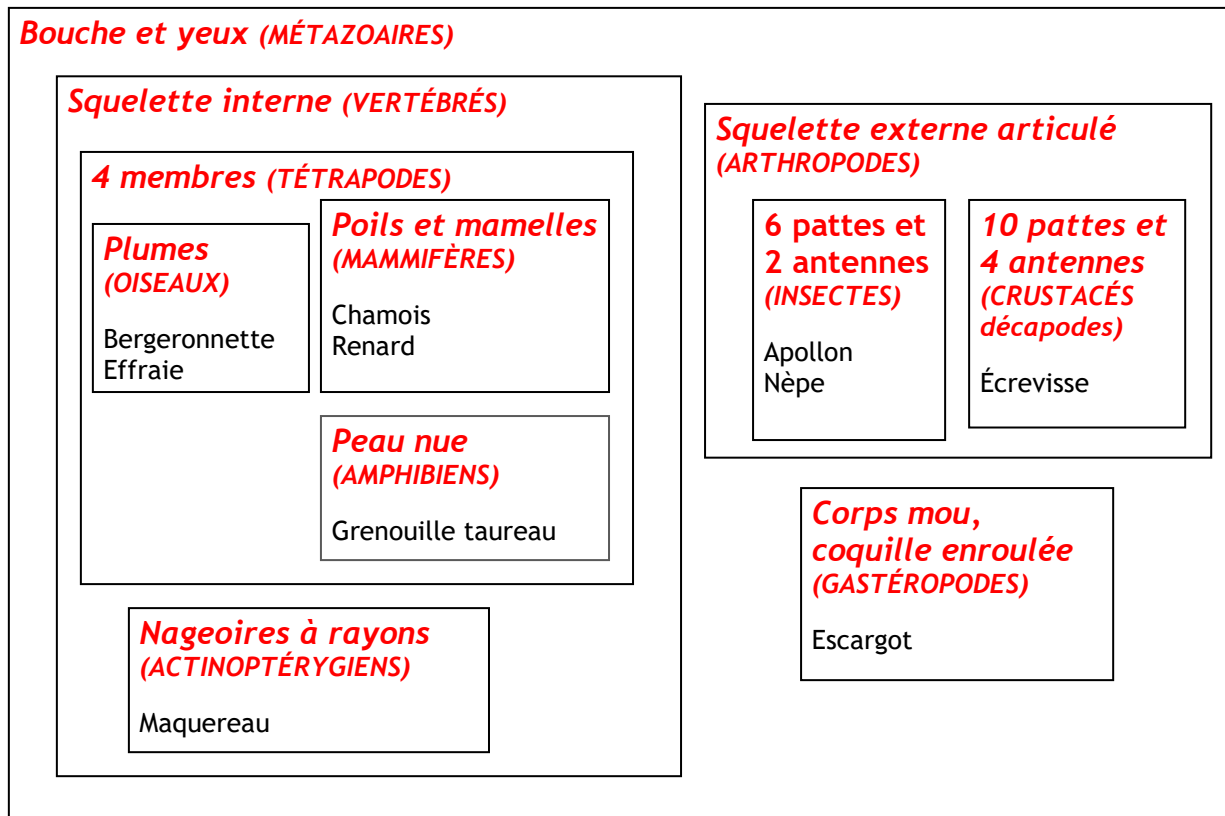 Bouche et yeux (MÉTAZOAIRES)
Squelette interne (VERTÉBRÉS)
4 membres (TÉTRAPODES)
Plumes
(OISEAUX)
Bergeronnette
Effraie
Poils et mamelles
(MAMMIFÈRES)
Chamois
Renard
Peau nue
(AMPHIBIENS)
Grenouille taureau
Nageoires à rayons
(ACTINOPTÉRYGIENS)
Maquereau
Squelette externe articulé
(ARTHROPODES)
6 pattes et
2 antennes
(INSECTES)
Apollon
Nèpe
10 pattes et
4 antennes
(CRUSTACÉS
décapodes)
Écrevisse
Corps mou,
coquille enroulée
(GASTÉROPODES)
Escargot